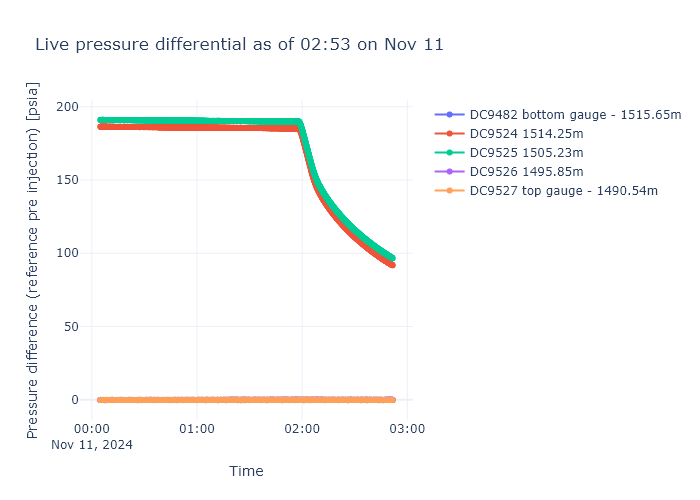 Live pressure differential as of 02:53 on Nov 11
Pressure difference (reference pre injection) [psia]
200
150
100
50
0
00:00
Nov 11, 2024
01:00
02:00
03:00
Time
DC9482 bottom gauge - 1515.65m
DC9524 1514.25m
DC9525 1505.23m
DC9526 1495.85m
DC9527 top gauge - 1490.54m